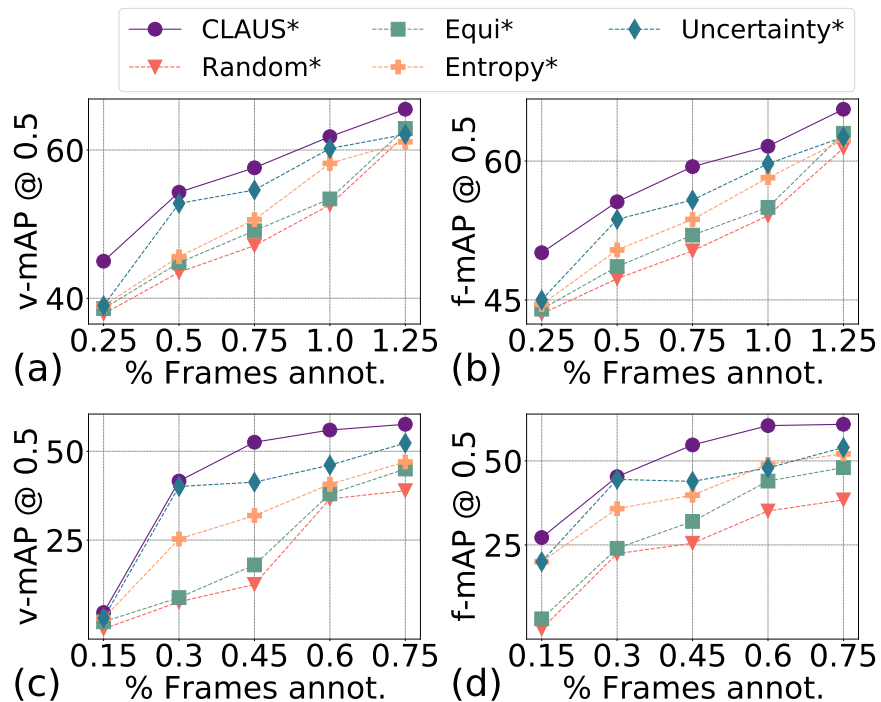 CLAUS* Equi* Uncertainty*
Random* Entropy*
v-mAP @ 0.5
60
40
0.25 0.5 0.75 1.0 1.25
% Frames annot.
(a)
f-mAP @ 0.5
60
45
0.25 0.5 0.75 1.0 1.25
% Frames annot.
(b)
v-mAP @ 0.5
50
25
0.15 0.3 0.45 0.6 0.75
% Frames annot.
(c)
f-mAP @ 0.5
50
25
0.15 0.3 0.45 0.6 0.75
% Frames annot.
(d)